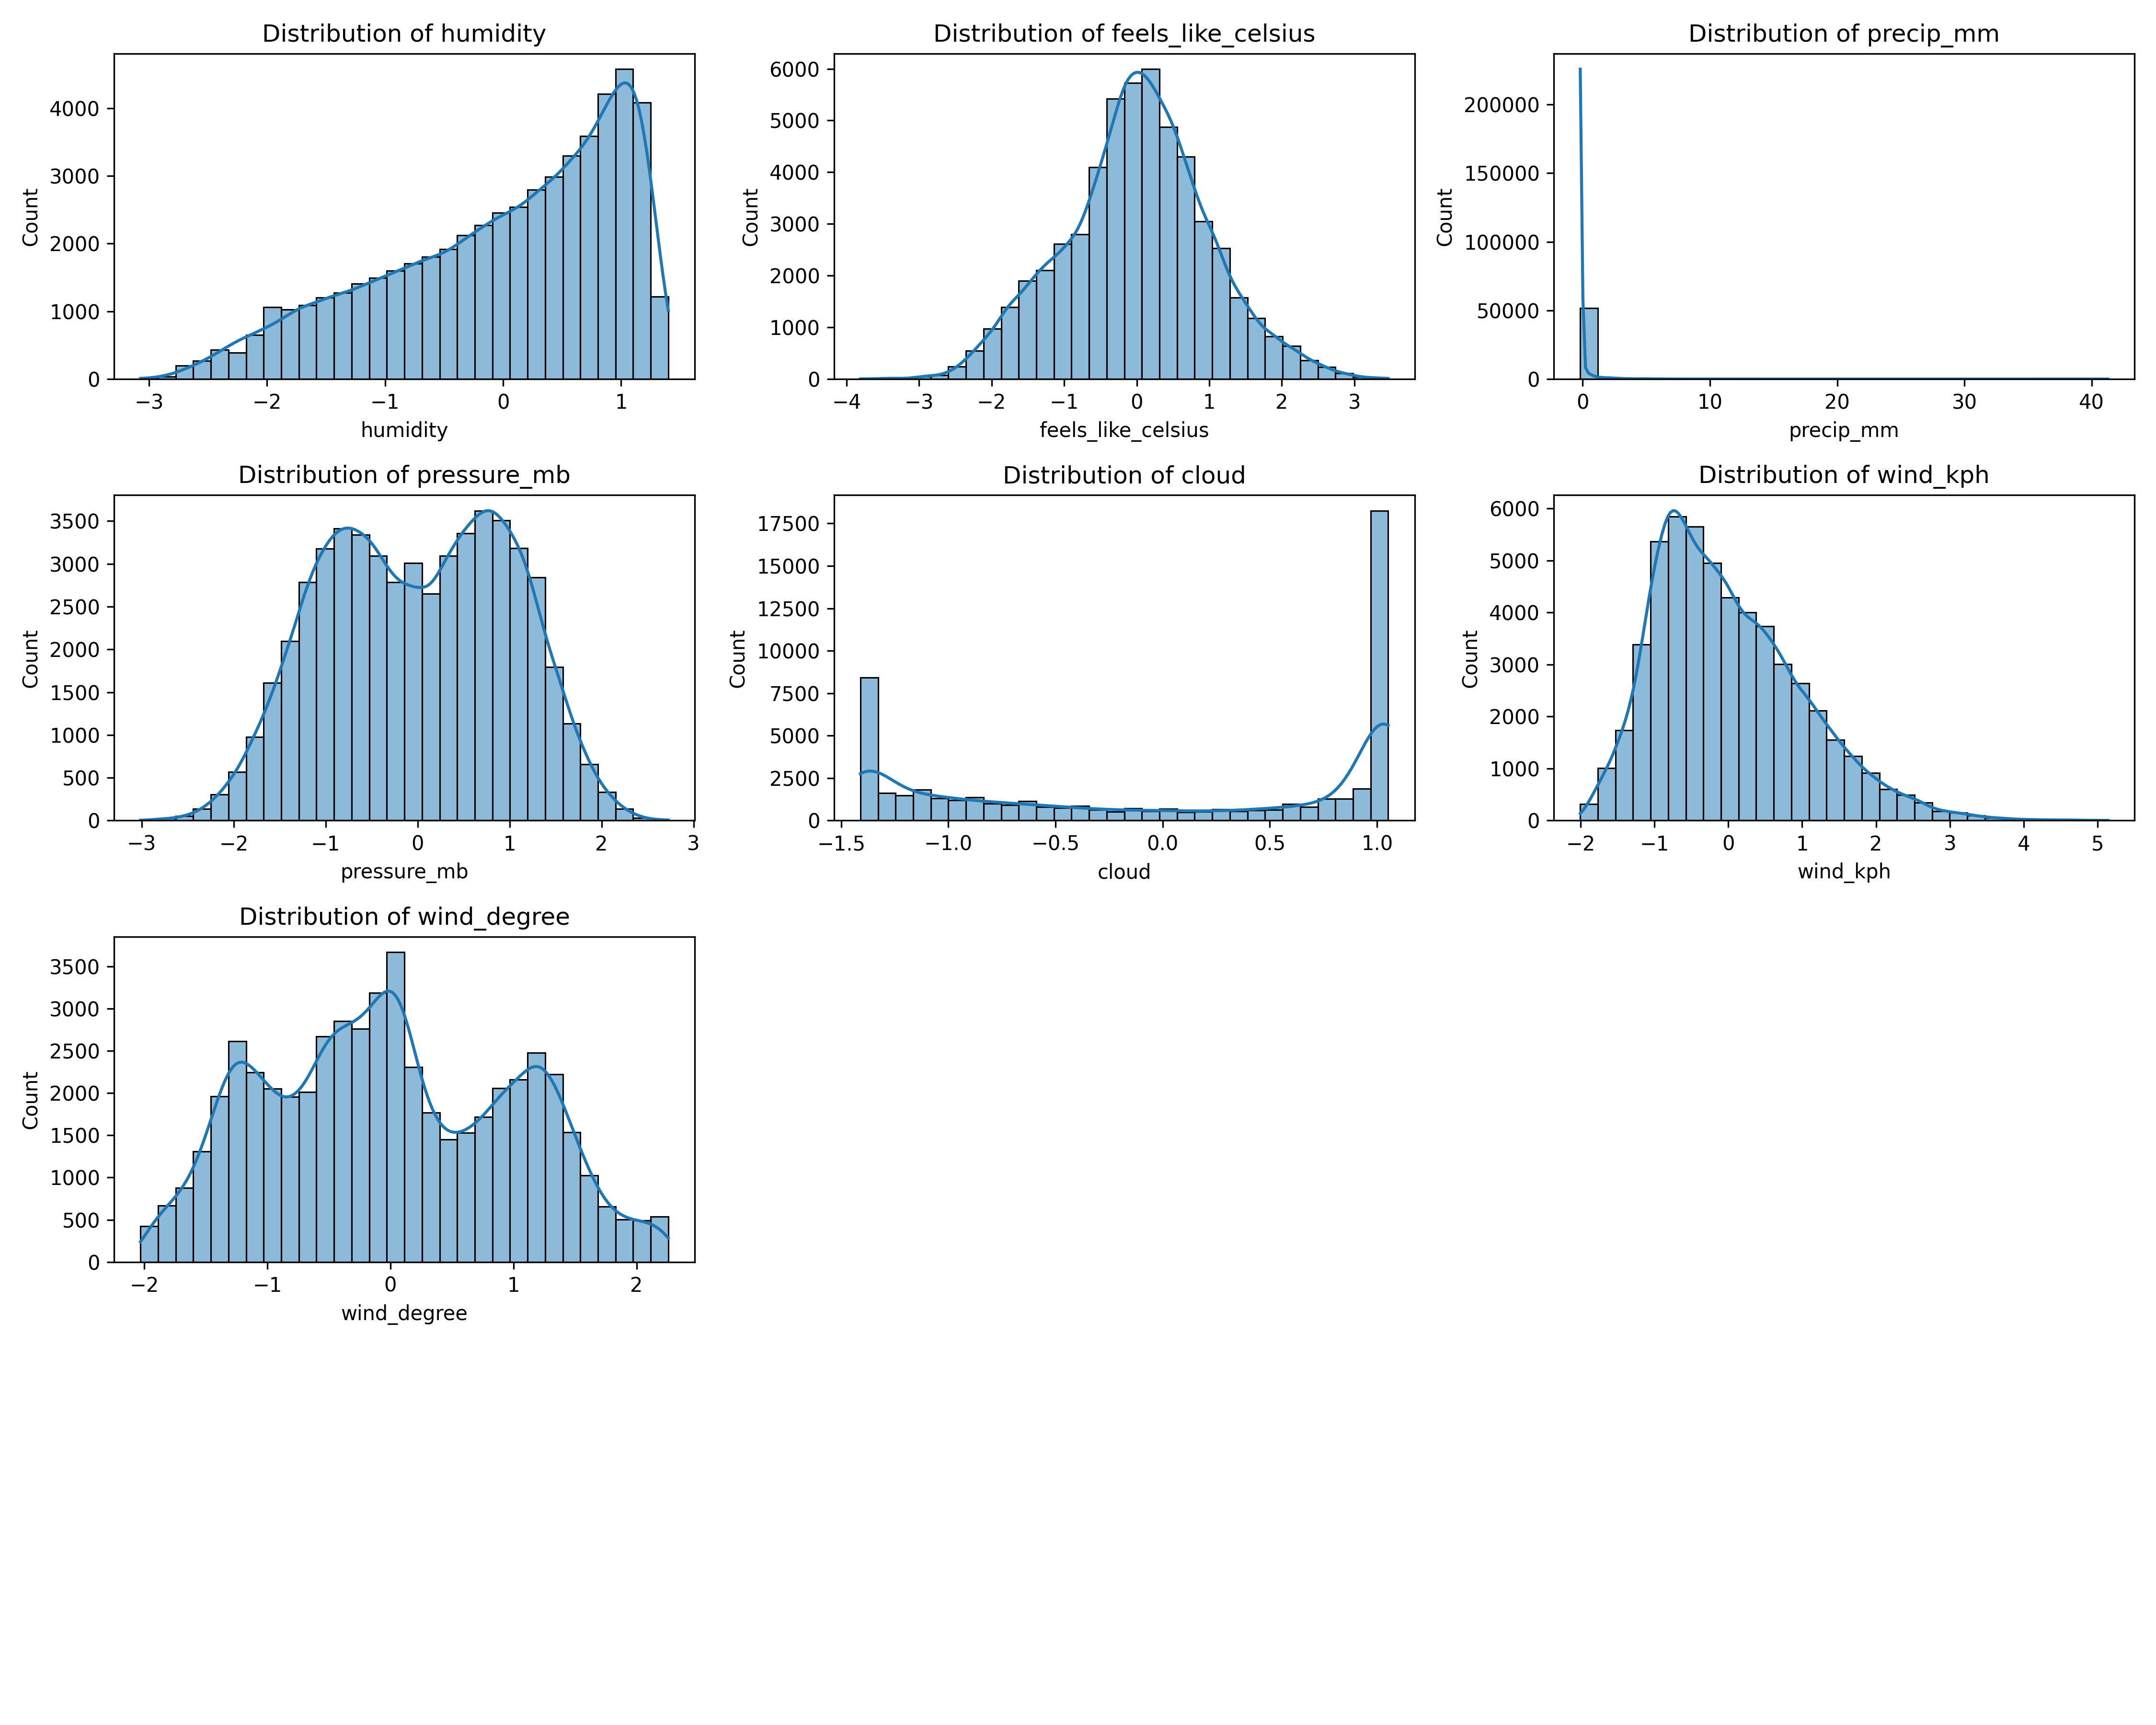 Distribution of humidity
Count
4000
3000
2000
1000
0
−3 −2 −1 0 1
humidity
Distribution of feels_like_celsius
Count
6000
5000
4000
3000
2000
1000
0
−4 −3 −2 −1 0 1 2 3
feels_like_celsius
Distribution of precip_mm
Count
200000
150000
100000
50000
0
0 10 20 30 40
precip_mm
Distribution of pressure_mb
Count
3500
3000
2500
2000
1500
1000
500
0
−3 −2 −1 0 1 2 3
pressure_mb
Distribution of cloud
Count
17500
15000
12500
10000
7500
5000
2500
0
−1.5 −1.0 −0.5 0.0 0.5 1.0
cloud
Distribution of wind_kph
Count
6000
5000
4000
3000
2000
1000
0
−2 −1 0 1 2 3 4 5
wind_kph
Distribution of wind_degree
Count
3500
3000
2500
2000
1500
1000
500
0
−2 −1 0 1 2
wind_degree